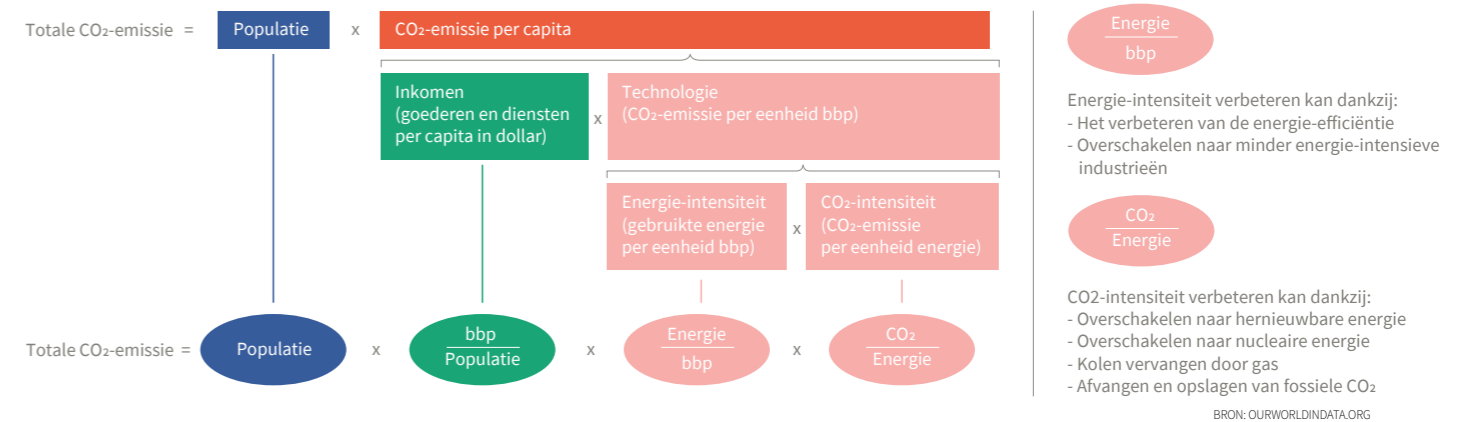 Totale CO₂-emissie = Populatie x CO₂-emissie per capita
Inkomen
(goederen en diensten
per capita in dollar)
x
Technologie
(CO₂-emissie per eenheid bbp)
Energie-intensiteit
(gebruikte energie
per eenheid bbp)
x
CO₂-intensiteit
(CO₂-emissie
per eenheid energie)
Totale CO₂-emissie =
Populatie
x
bbp
Populatie
x
Energie
bbp
x
CO₂
Energie
Energie
bbp
Energie-intensiteit verbeteren kan dankzij:
- Het verbeteren van de energie-efficiëntie
- Overschakelen naar minder energie-intensieve
industrieën
CO₂
Energie
CO2-intensiteit verbeteren kan dankzij:
- Overschakelen naar hernieuwbare energie
- Overschakelen naar nucleaire energie
- Kolen vervangen door gas
- Afvangen en opslagen van fossiele CO₂
BRON: OURWORLDINDATA.ORG